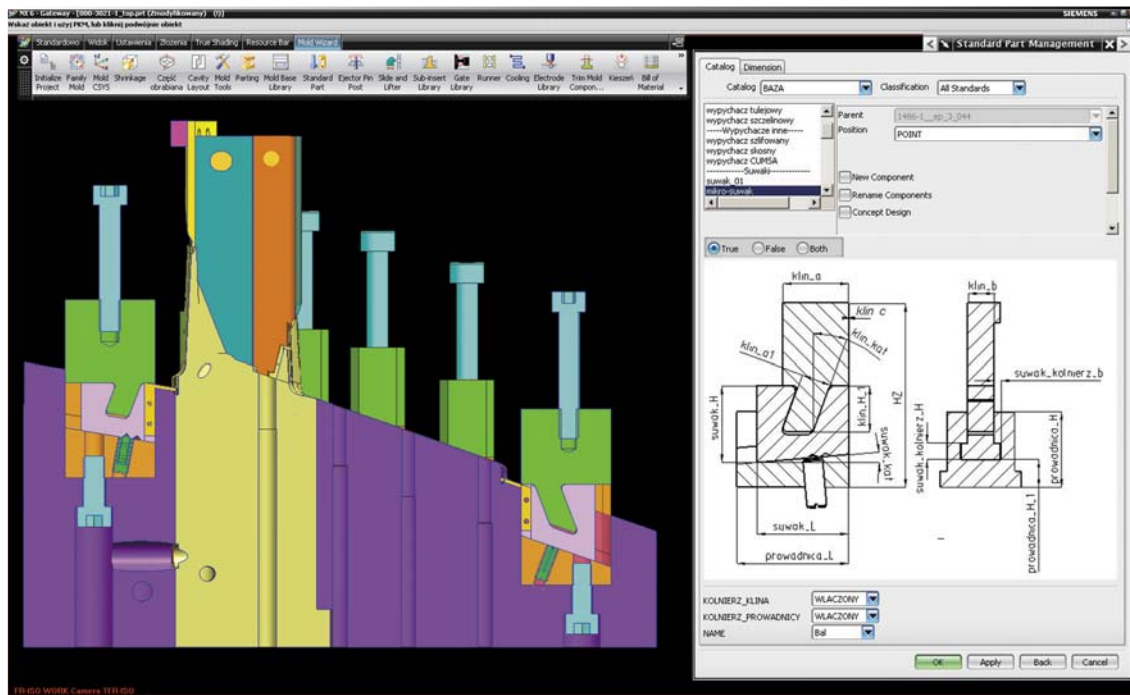 NX 6 - Gateway - [000-3021-1_top.prt (Zmodyfikowany) (!)]
SIEMENS
Wskaż obiekt i użyj PKM, lub kliknij podwójnie obiekt
Standardowo Widok Ustawienia Złożenia True Shading Resource Bar Mold Wizard
Initialize Project
Family Mold
Mold CSYS
Shrinkage
Część obrabiana
Cavity Layout
Mold Tools
Parting
Mold Base Library
Standard Part
Ejector Pin Post
Slide and Lifter
Sub-insert Library
Gate Library
Runner
Cooling
Electrode Library
Trim Mold Compon...
Kieszeń
Bill of Material
Standard Part Management
Catalog Dimension
Catalog BAZA Classification All Standards
wypychacz tulejowy
wypychacz szczelinowy
-----Wypychacze inne-----
wypychacz szlifowany
wypychacz skosny
wypychacz CUMSA
------------Suwaki------------
suwak_01
mikro-suwak
Parent 1486-1__ep_3_044
Position POINT
New Component
Rename Components
Concept Design
True False Both
klin_a
klin_b
klin c
klin_kat
klin_a1
suwak_kolnierz_b
suwak_H
klin_H_1
ZH
suwak_kat
suwak_kolnierz_H
prowadnica_H
suwak_L
prowadnica_H_1
prowadnica_L
KOLNIERZ_KLINA WLACZONY
KOLNIERZ_PROWADNICY WLACZONY
NAME Bal
OK Apply Back Cancel
FR-ISO WORK Camera TFR-ISO